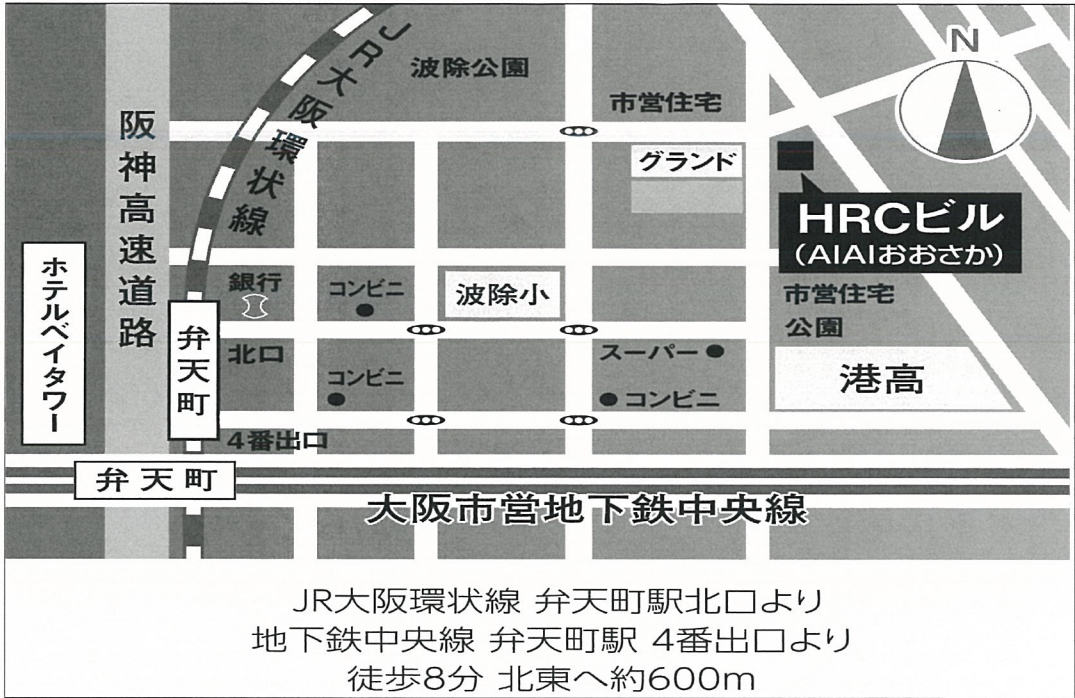 JR大阪環状線
波除公園
N
市営住宅
阪神高速道路
グランド
HRCビル
(AIAIおおさか)
ホテルベイタワー
銀行
コンビニ
波除小
市営住宅
公園
弁天町
北口
コンビニ
スーパー
コンビニ
港高
4番出口
弁天町
大阪市営地下鉄中央線
JR大阪環状線 弁天町駅北口より
地下鉄中央線 弁天町駅 4番出口より
徒歩8分 北東へ約600m